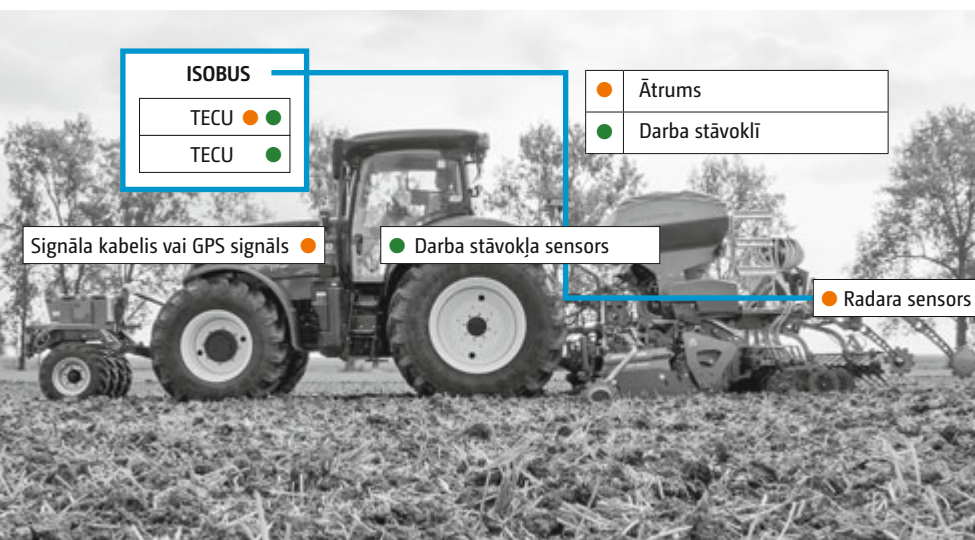 ISOBUS
TECU
TECU
Ātrums
Darba stāvoklī
Signāla kabelis vai GPS signāls
Darba stāvokļa sensors
Radara sensors